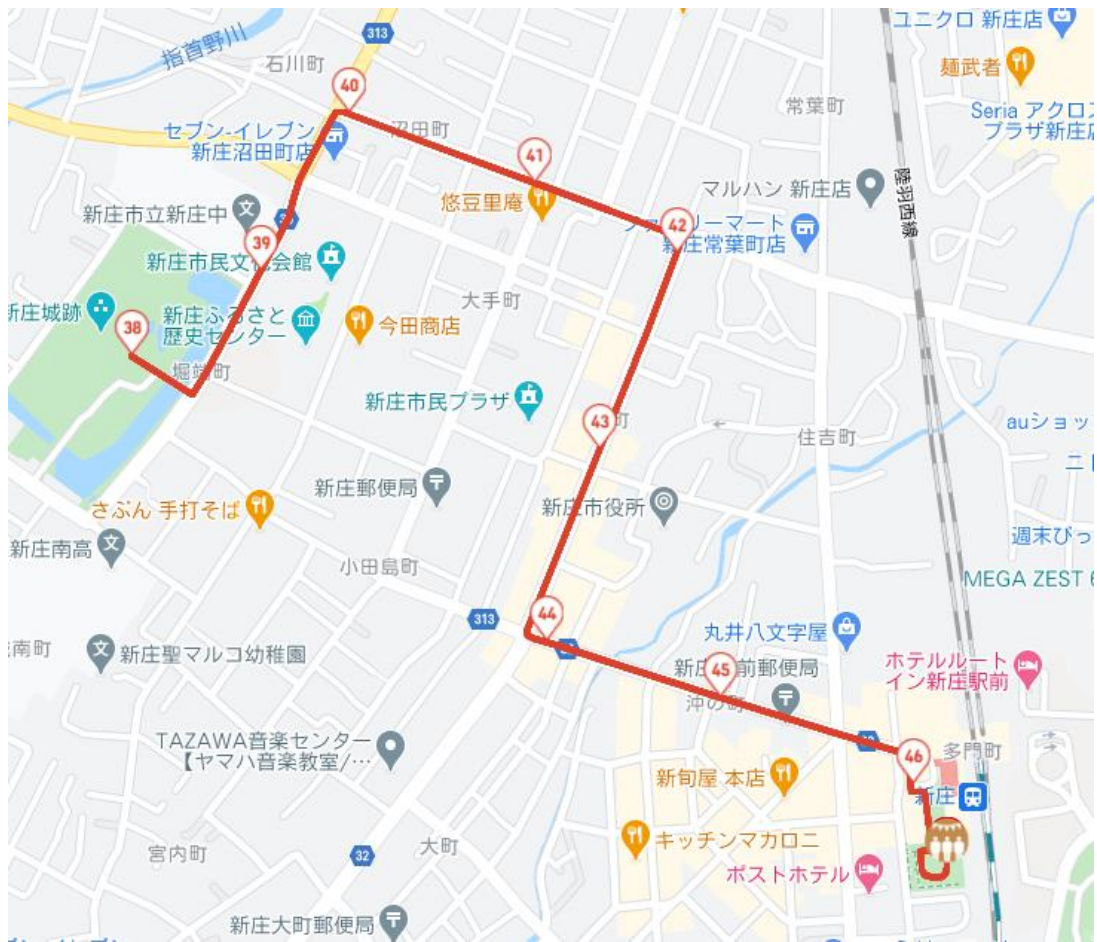 ユニクロ 新庄店
指首野川
313
石川町
麺武者
40
常葉町
Seria アクロス
プラザ新庄店
沼田町
セブン-イレブン
新庄沼田町店
41
陸羽西線
悠豆里庵
マルハン 新庄店
新庄市立新庄中
42
39
新庄市民文化会館
新庄常葉町店
大手町
新庄城跡
38
新庄ふるさと
歴史センター
今田商店
堀端町
新庄市民プラザ
43
町
住吉町
auショッ
新庄郵便局
新庄市役所
さぶん 手打そば
週末ぴっ
新庄南高
小田島町
MEGA ZEST 6
44
313
丸井八文字屋
南町
新庄聖マルコ幼稚園
45
前郵便局
ホテルルート
イン新庄駅前
沖の町
TAZAWA音楽センター
【ヤマハ音楽教室/…
46
多門町
新旬屋 本店
新庄
キッチンマカロニ
宮内町
32
大町
ポストホテル
新庄大町郵便局